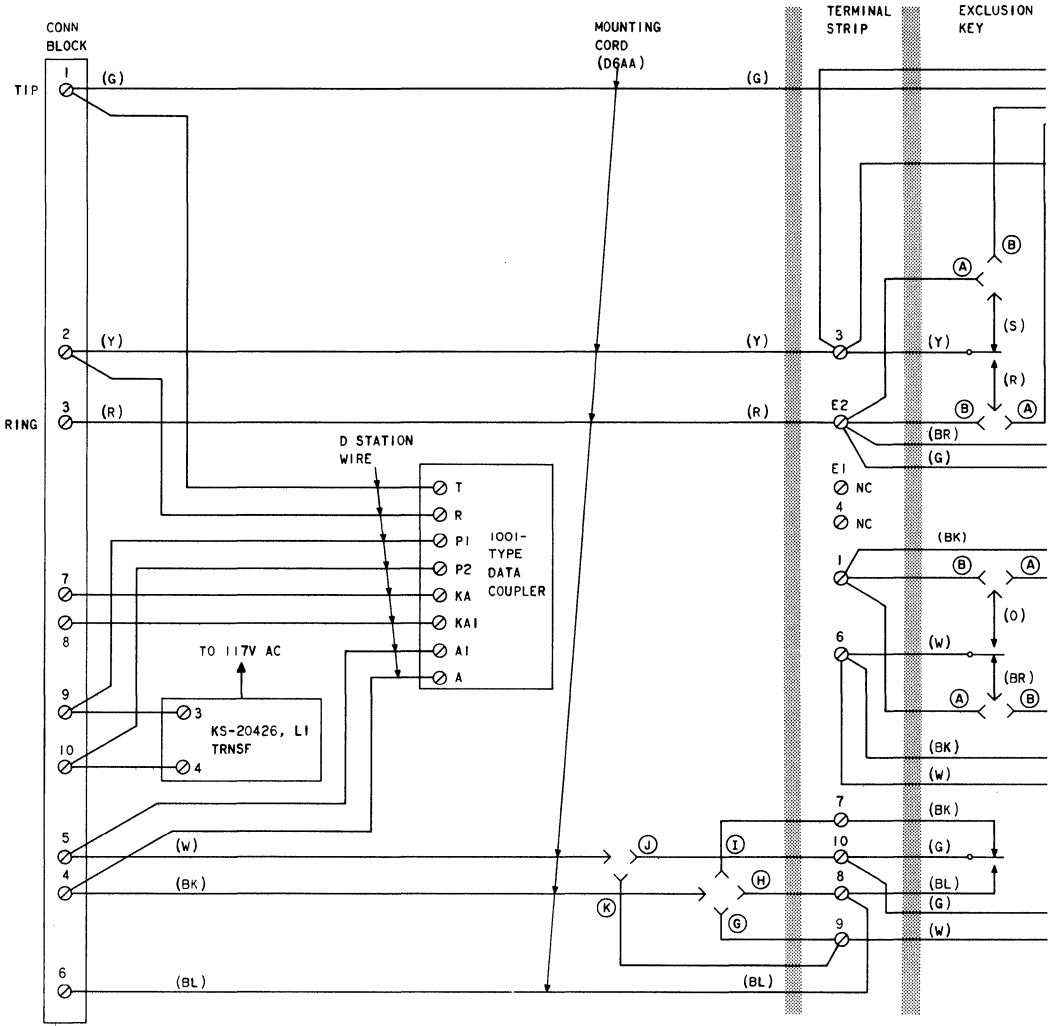 CONN
BLOCK
MOUNTING
CORD
(D6AA)
TERMINAL
STRIP
EXCLUSION
KEY
1
TIP
(G)
(G)
B
A
(S)
2
(Y)
(Y)
3
(Y)
(R)
3
RING
(R)
(R)
E2
B
A
(BR)
(G)
D STATION
WIRE
E1
NC
4
NC
T
R
P1
P2
KA
KA1
A1
A
1001-
TYPE
DATA
COUPLER
(BK)
1
B
A
(O)
7
8
6
(W)
(BR)
A
B
TO 117V AC
9
3
KS-20426, L1
TRNSF
10
4
(BK)
(W)
7
(BK)
5
(W)
J
I
10
(G)
4
(BK)
H
8
(BL)
(G)
K
G
9
(W)
6
(BL)
(BL)